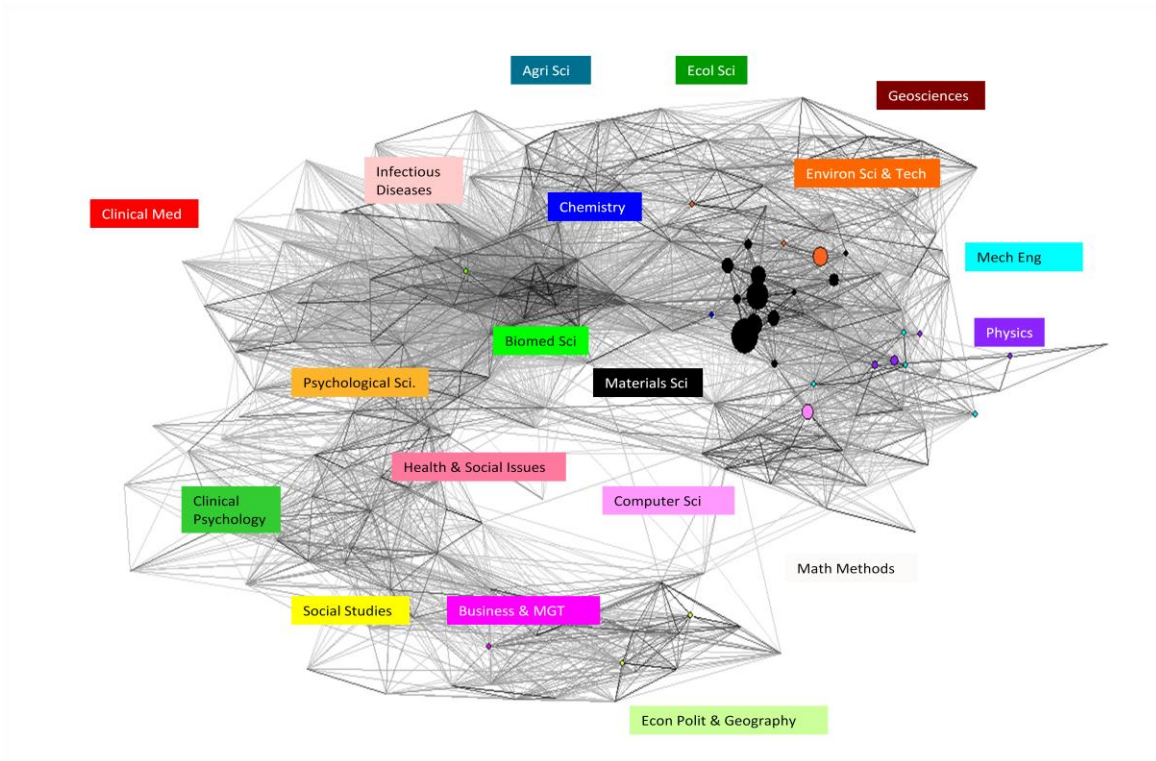 Agri Sci
Ecol Sci
Geosciences
Infectious
Diseases
Environ Sci & Tech
Clinical Med
Chemistry
Mech Eng
Physics
Biomed Sci
Psychological Sci.
Materials Sci
Health & Social Issues
Clinical
Psychology
Computer Sci
Math Methods
Social Studies
Business & MGT
Econ Polit & Geography